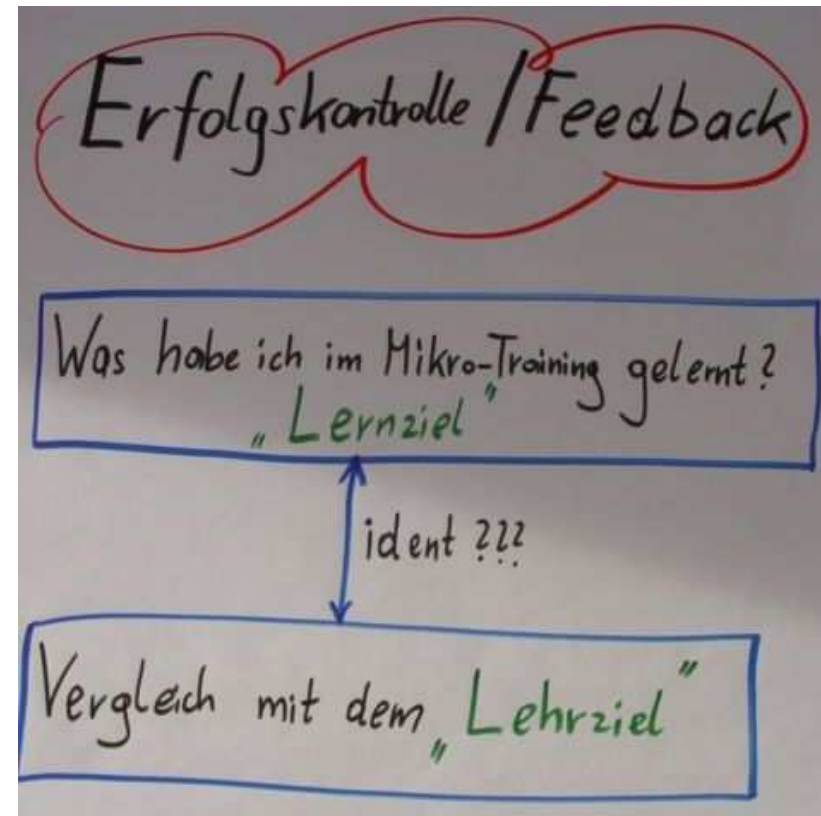 Erfolgskontrolle / Feedback
Was habe ich im Mikro-Training gelernt?
„Lernziel"
ident ???
Vergleich mit dem „Lehrziel"